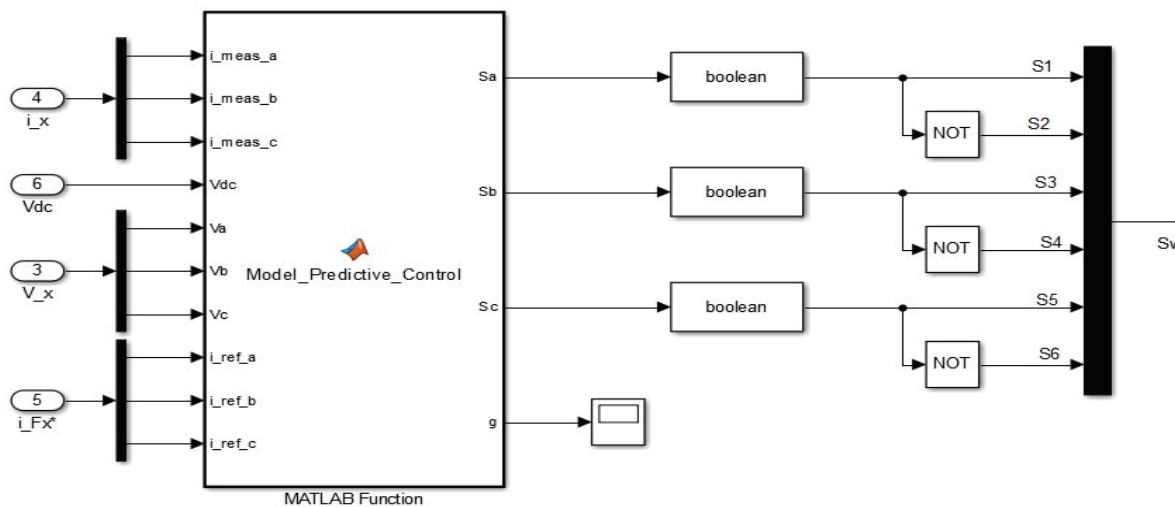 4
i_x
6
Vdc
3
V_x
5
i_Fx*
i_meas_a
i_meas_b
i_meas_c
Vdc
Va
Vb
Vc
i_ref_a
i_ref_b
i_ref_c
Model_Predictive_Control
Sa
Sb
Sc
g
MATLAB Function
boolean
boolean
boolean
NOT
NOT
NOT
S1
S2
S3
S4
S5
S6